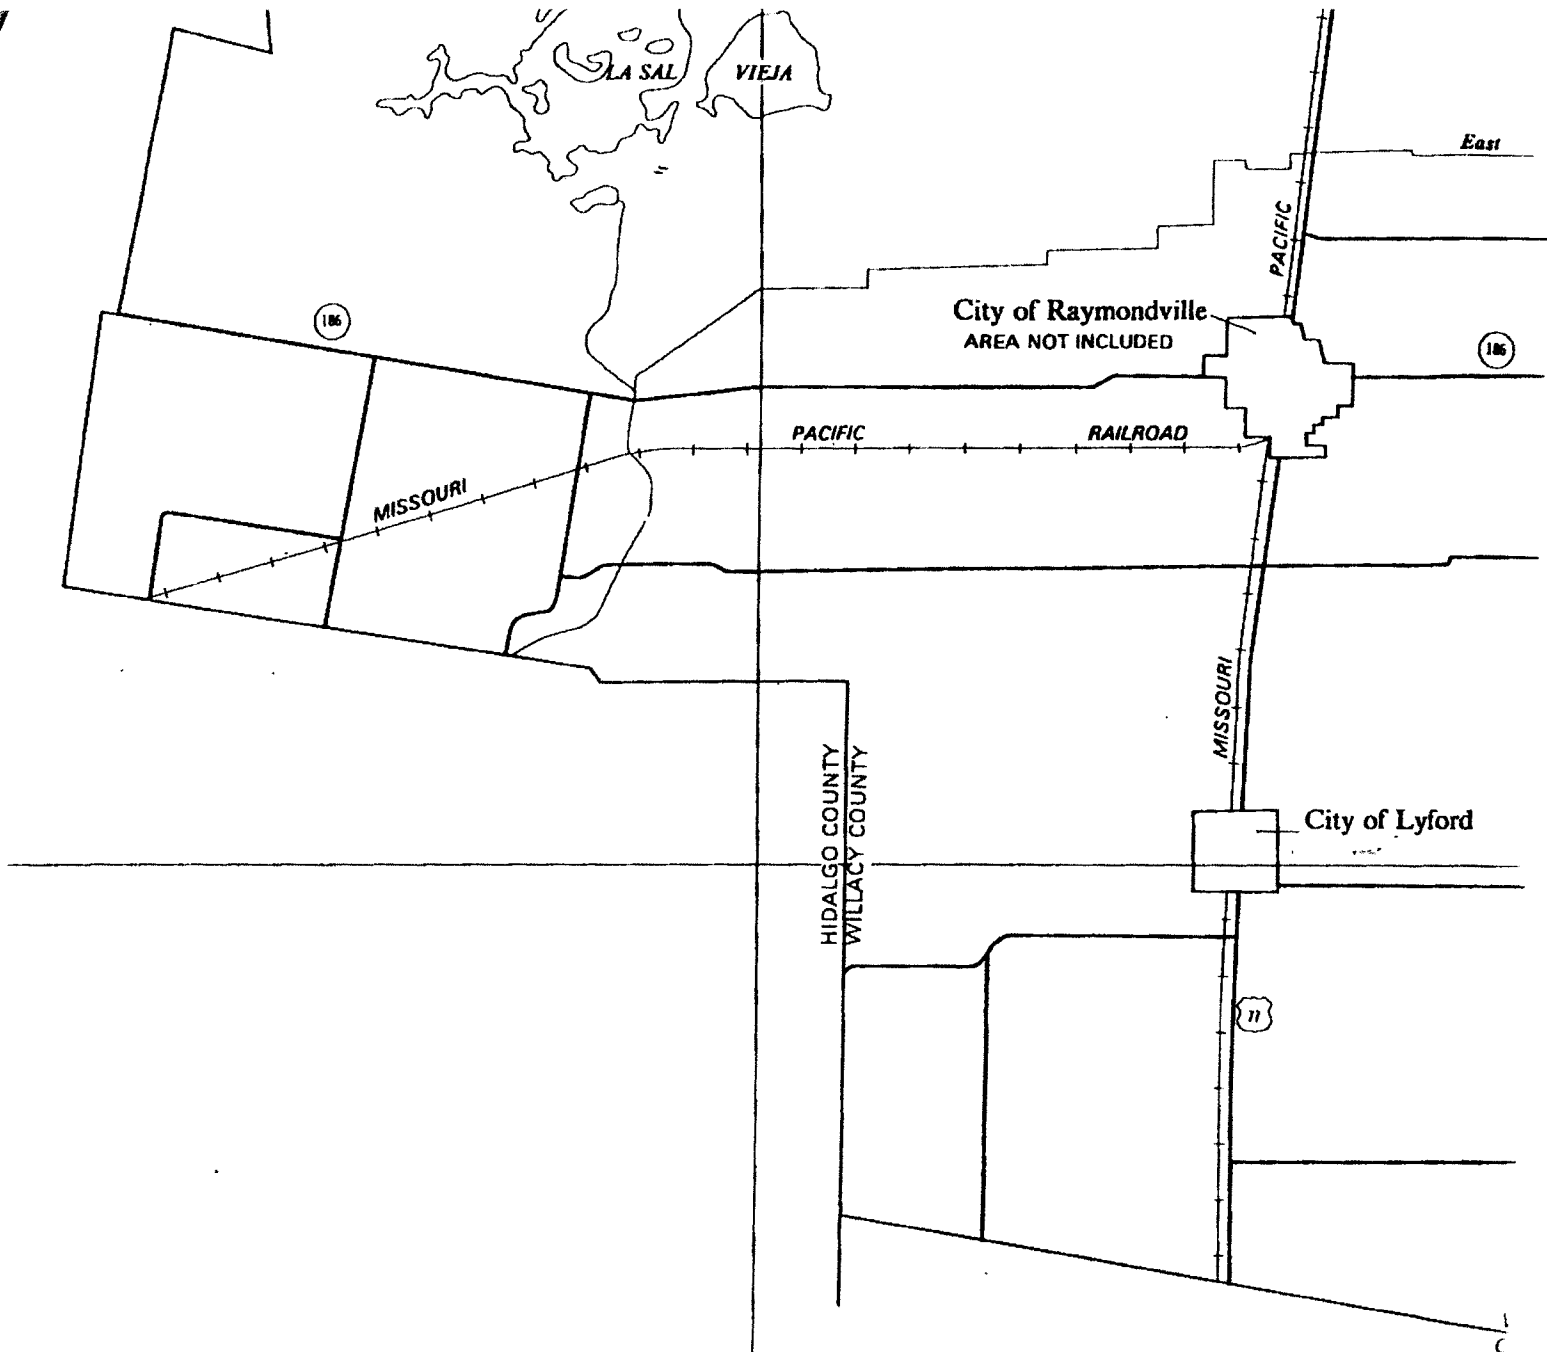 LA SAL VIEJA
East
PACIFIC
City of Raymondville
AREA NOT INCLUDED
186
186
PACIFIC RAILROAD
MISSOURI
MISSOURI
HIDALGO COUNTY
WILLACY COUNTY
City of Lyford
77